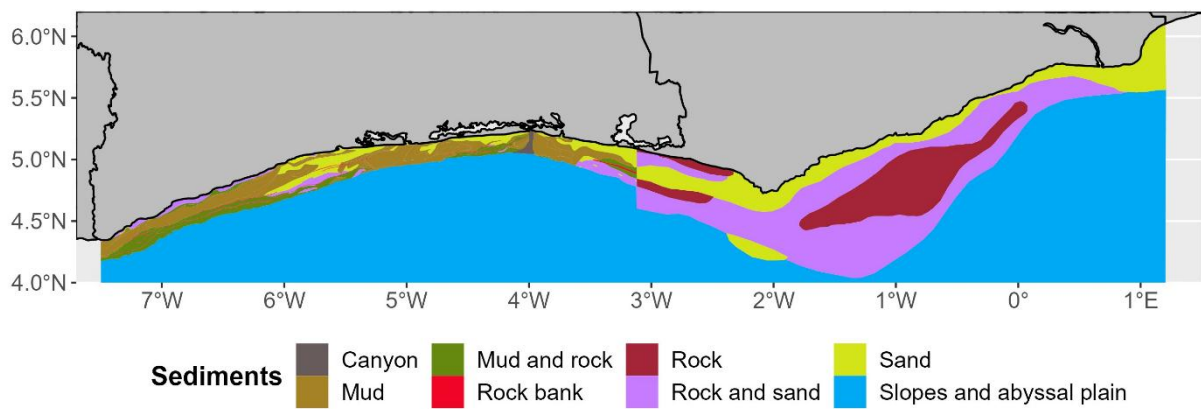 6.0°N
5.5°N
5.0°N
4.5°N
4.0°N
7°W 6°W 5°W 4°W 3°W 2°W 1°W 0° 1°E
Sediments
Canyon Mud and rock Rock Sand
Mud Rock bank Rock and sand Slopes and abyssal plain